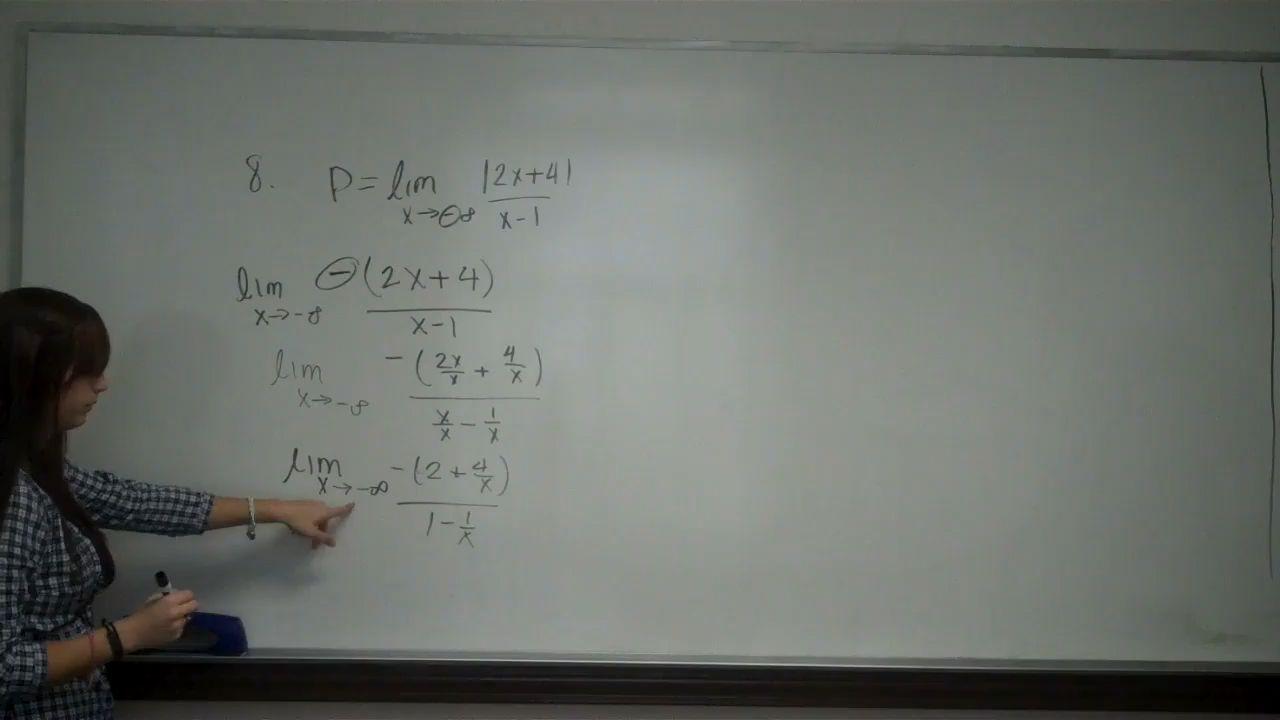 8. P = lim x→-∞ |2x+4| / x-1
lim x→-∞ -(2x+4) / x-1
lim x→-∞ -(2x/x + 4/x) / x/x - 1/x
lim x→-∞ -(2 + 4/x) / 1 - 1/x